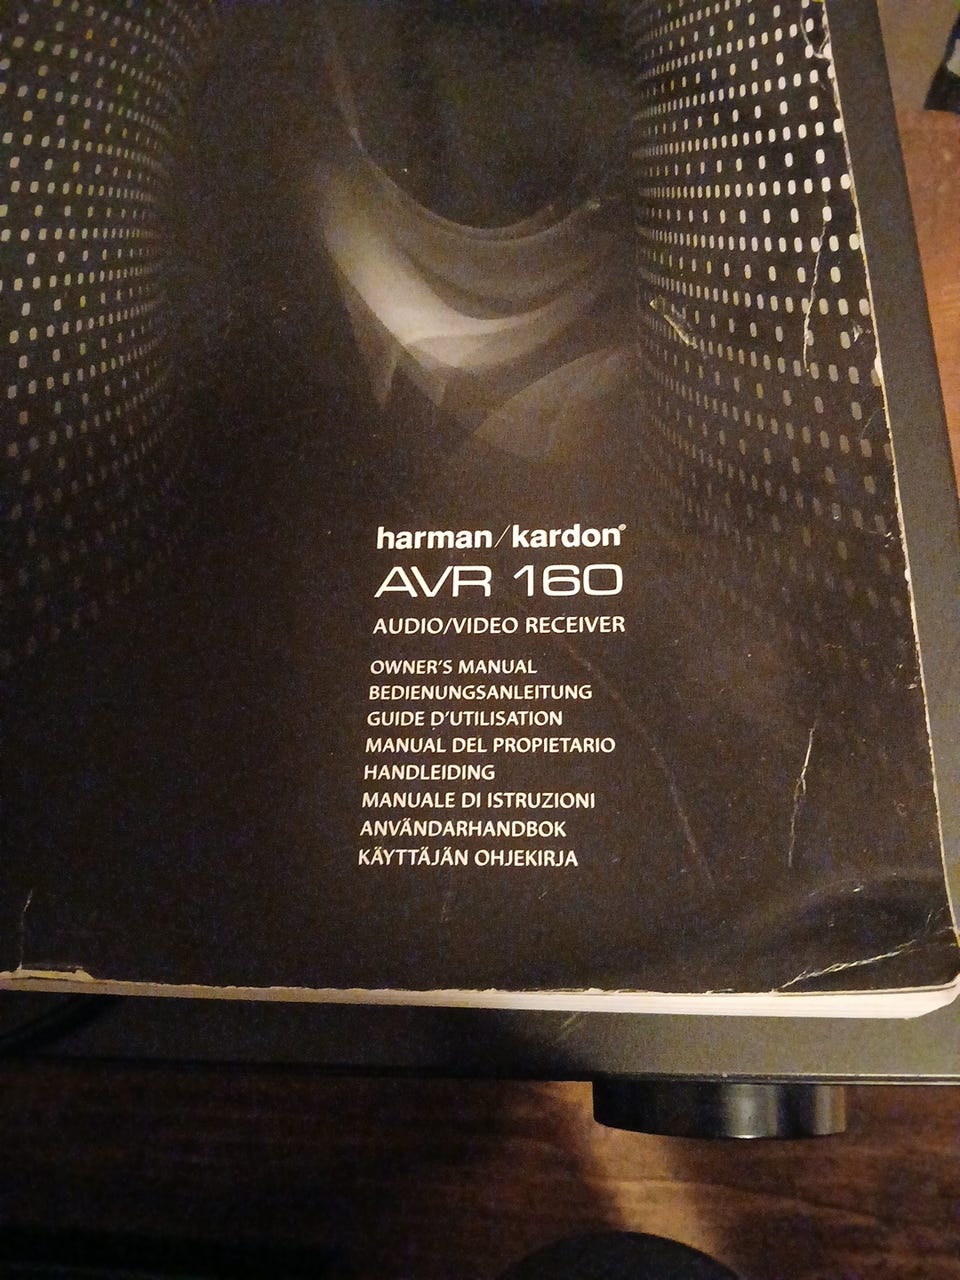 harman/kardon®
AVR 160
AUDIO/VIDEO RECEIVER
OWNER'S MANUAL
BEDIENUNGSANLEITUNG
GUIDE D'UTILISATION
MANUAL DEL PROPIETARIO
HANDLEIDING
MANUALE DI ISTRUZIONI
ANVÄNDARHANDBOK
KÄYTTÄJÄN OHJEKIRJA